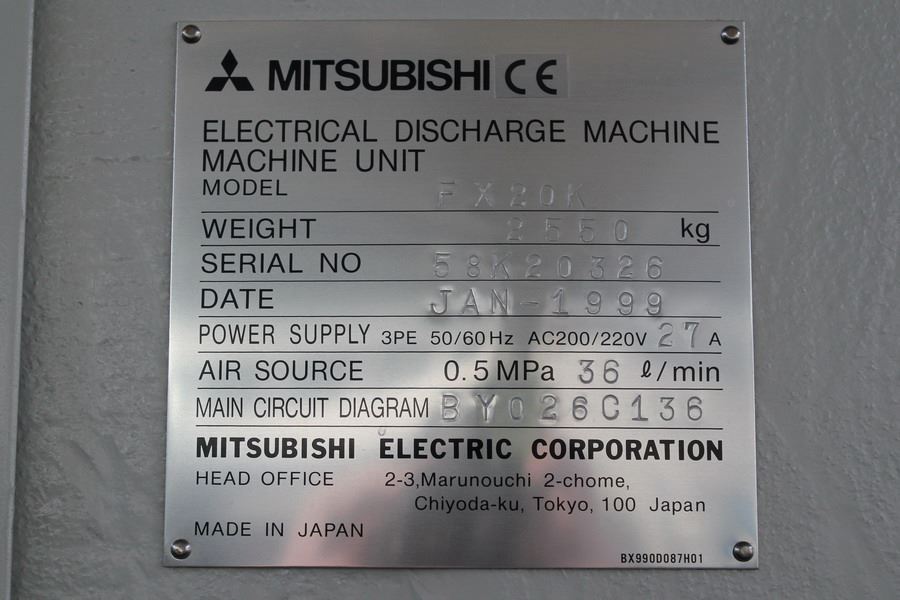 MITSUBISHI CE
ELECTRICAL DISCHARGE MACHINE
MACHINE UNIT
MODEL FX20K
WEIGHT 2550 kg
SERIAL NO 58K20326
DATE JAN-1999
POWER SUPPLY 3PE 50/60Hz AC200/220V 27 A
AIR SOURCE 0.5MPa 36 ℓ/min
MAIN CIRCUIT DIAGRAM BY026C136
MITSUBISHI ELECTRIC CORPORATION
HEAD OFFICE 2-3,Marunouchi 2-chome,
Chiyoda-ku, Tokyo, 100 Japan
MADE IN JAPAN
BX990D087H01